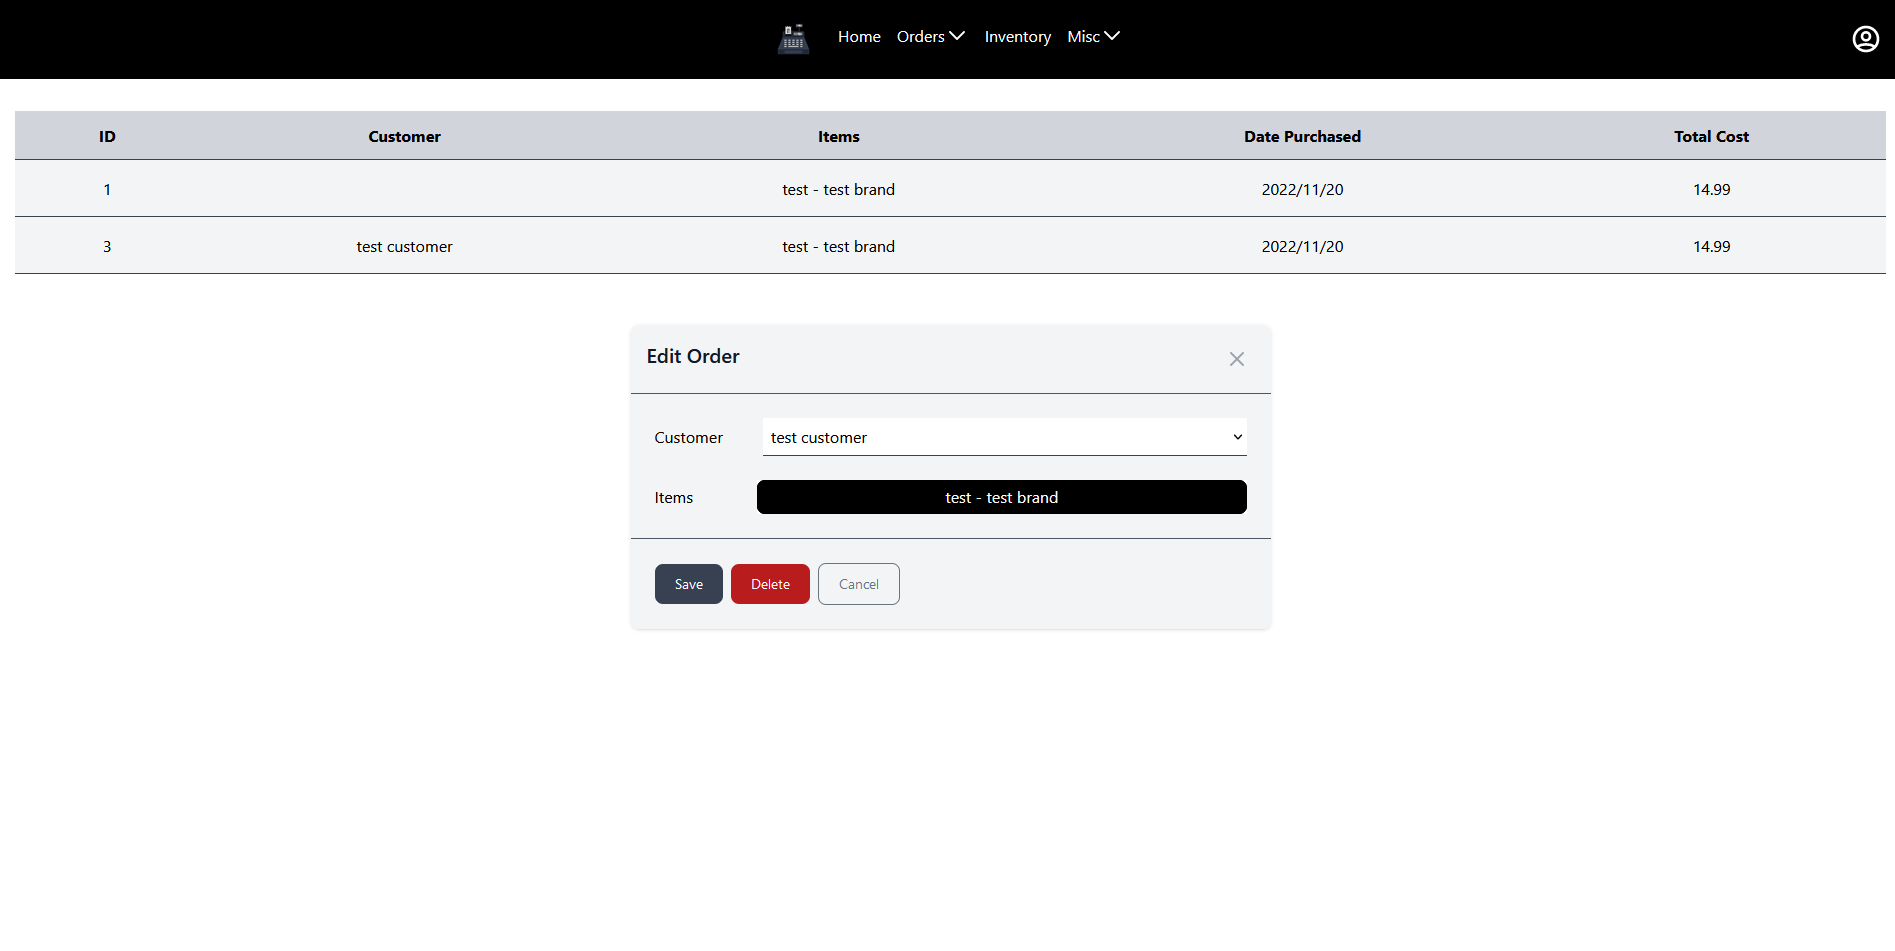 Home Orders Inventory Misc
ID Customer Items Date Purchased Total Cost
1 test - test brand 2022/11/20 14.99
3 test customer test - test brand 2022/11/20 14.99
Edit Order
Customer test customer
Items test - test brand
Save Delete Cancel